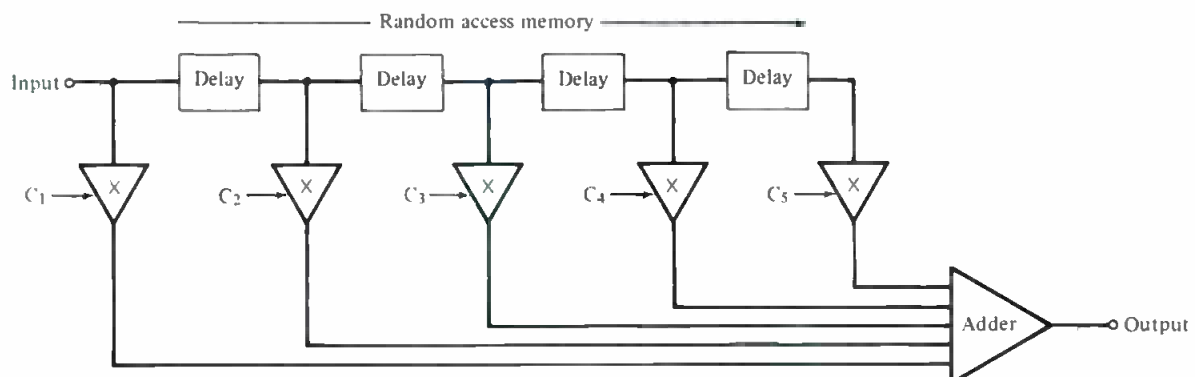 Random access memory
Input
Delay
Delay
Delay
Delay
X
X
X
X
X
C₁
C₂
C₃
C₄
C₅
Adder
Output